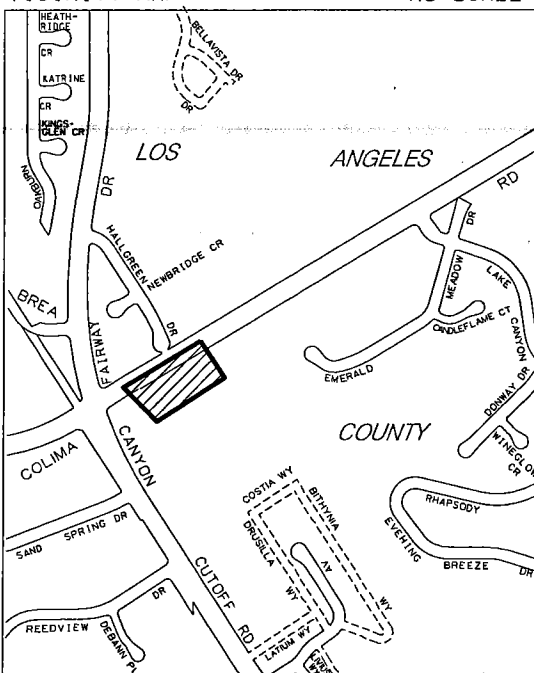 NO SCALE
HEATH-
RIDGE
CR
KATRINE
CR
KINGS-
GLEN CR
BELLAVISTA DR
DR
LOS ANGELES
RD
DR
HALLGREEN
DR
NEWBRIDGE CR
BREA
FAIRWAY
MEADOW
DR
LAKE
CANYON
CANDLEFLAME CT
EMERALD
DONWAY DR
WINEGLOW
CR
COUNTY
COLIMA
CANYON
CUTOFF
RD
SAND SPRING DR
COSTIA WY
BITHYNIA
WY
DRUSILLA
WY
AV
RHAPSODY
EVENING
BREEZE
DR
REEDVIEW
DR
DEBANN PL
LATIUM WY
WY